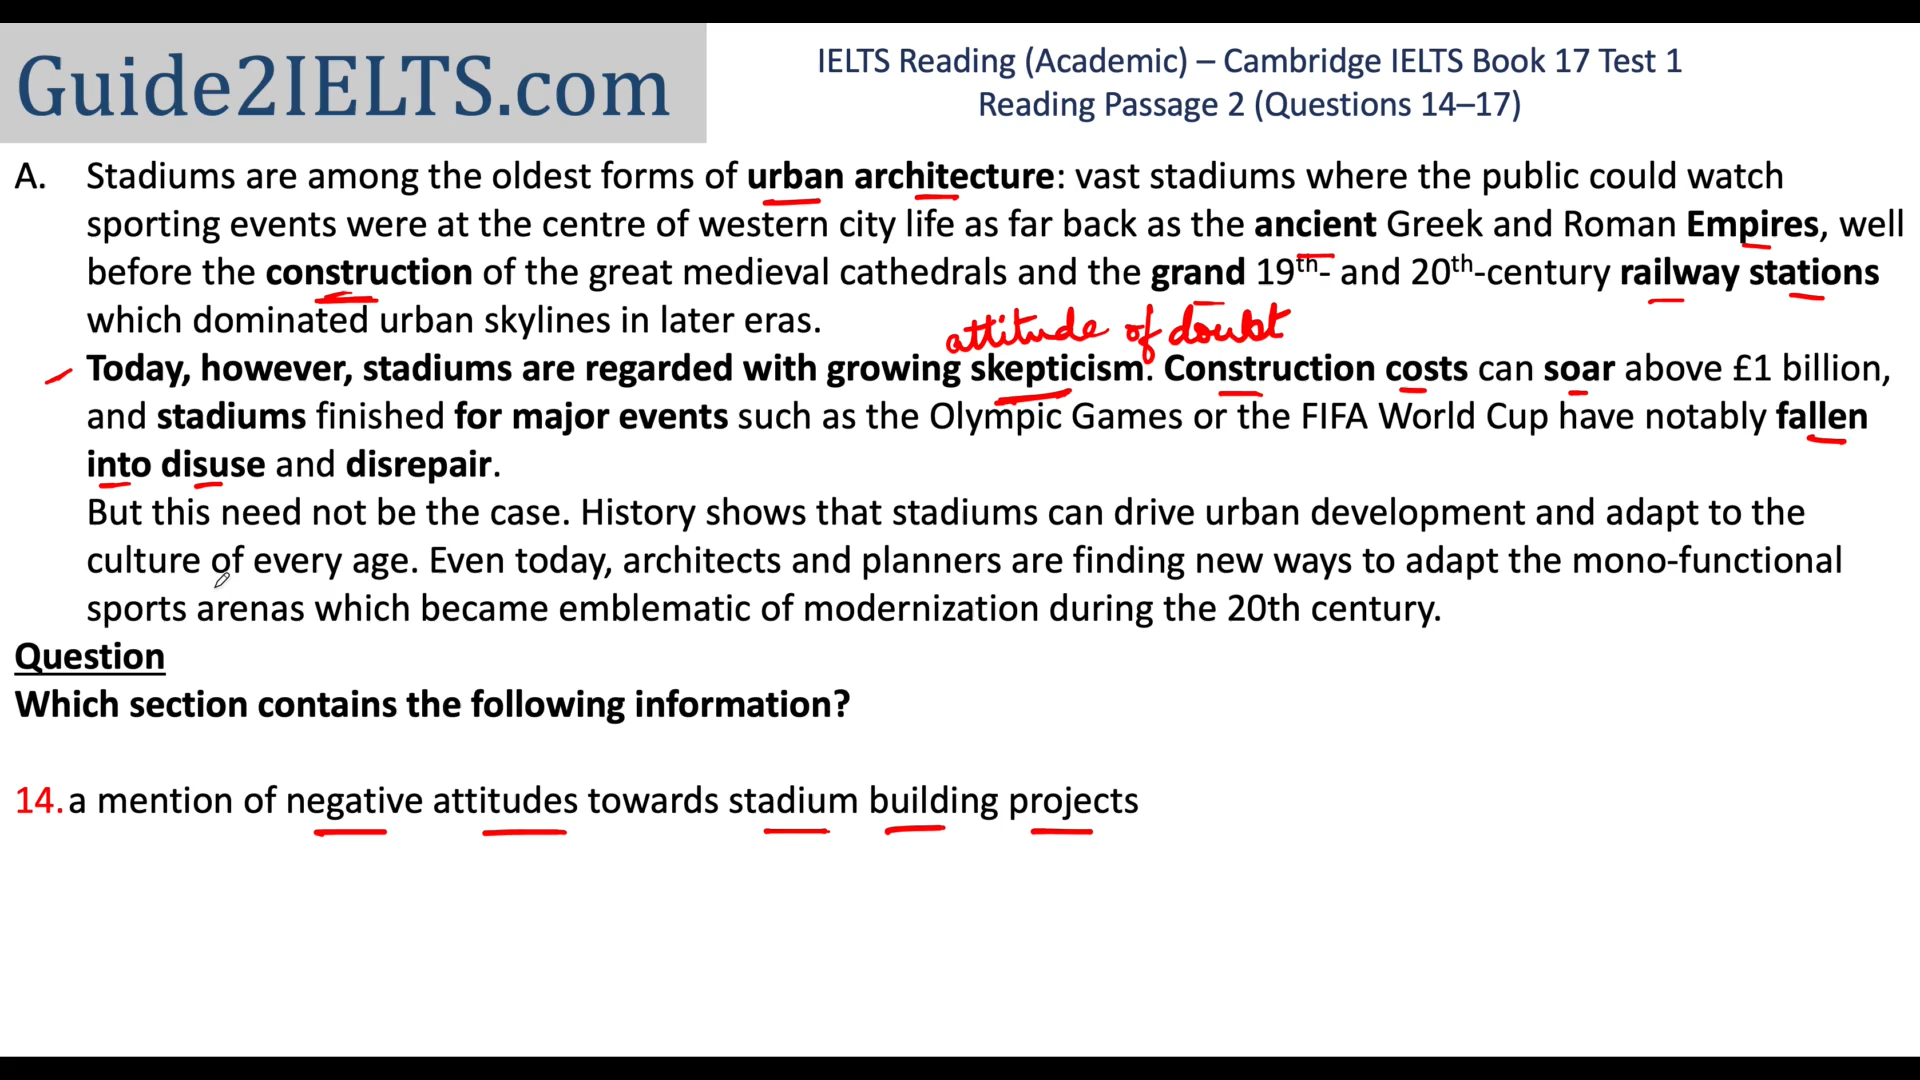 Guide2IELTS.com
IELTS Reading (Academic) – Cambridge IELTS Book 17 Test 1
Reading Passage 2 (Questions 14–17)
A. Stadiums are among the oldest forms of urban architecture: vast stadiums where the public could watch
sporting events were at the centre of western city life as far back as the ancient Greek and Roman Empires, well
before the construction of the great medieval cathedrals and the grand 19th- and 20th-century railway stations
which dominated urban skylines in later eras.
attitude of doubt
Today, however, stadiums are regarded with growing skepticism. Construction costs can soar above £1 billion,
and stadiums finished for major events such as the Olympic Games or the FIFA World Cup have notably fallen
into disuse and disrepair.
But this need not be the case. History shows that stadiums can drive urban development and adapt to the
culture of every age. Even today, architects and planners are finding new ways to adapt the mono-functional
sports arenas which became emblematic of modernization during the 20th century.
Question
Which section contains the following information?
14. a mention of negative attitudes towards stadium building projects